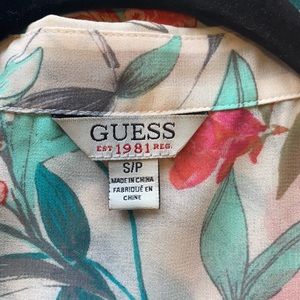 GUESS
EST 1981 REG.
S/P
MADE IN CHINA
FABRIQUÉ EN
CHINE